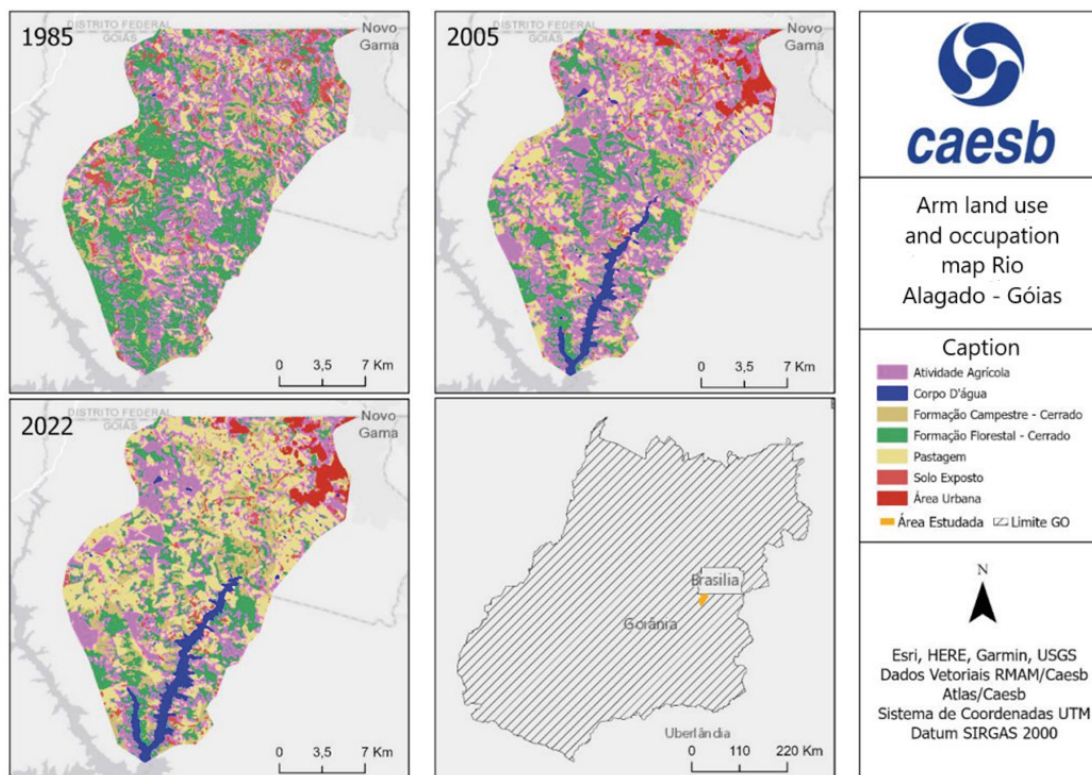 1985
DISTRITO FEDERAL
GOIÁS
Novo
Gama
0 3,5 7 Km
2005
DISTRITO FEDERAL
GOIÁS
Novo
Gama
0 3,5 7 Km
2022
DISTRITO FEDERAL
GOIÁS
Novo
Gama
0 3,5 7 Km
Brasília
Goiânia
Uberlândia
0 110 220 Km
caesb
Arm land use
and occupation
map Rio
Alagado - Góias
Caption
Atividade Agrícola
Corpo D'água
Formação Campestre - Cerrado
Formação Florestal - Cerrado
Pastagem
Solo Exposto
Área Urbana
Área Estudada Limite GO
N
Esri, HERE, Garmin, USGS
Dados Vetoriais RMAM/Caesb
Atlas/Caesb
Sistema de Coordenadas UTM
Datum SIRGAS 2000